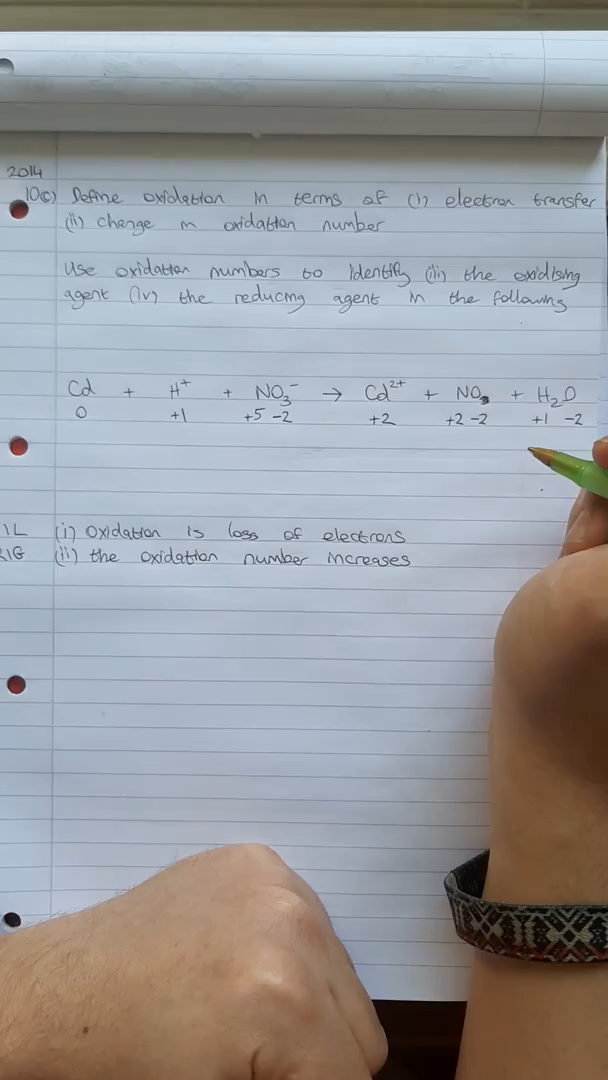 2014
10(c) Define oxidation in terms of (i) electron transfer
(ii) change in oxidation number
Use oxidation numbers to identify (iii) the oxidising
agent (iv) the reducing agent in the following
Cd + H⁺ + NO₃⁻ → Cd²⁺ + NO + H₂O
0 +1 +5 -2 +2 +2 -2 +1 -2
IL (i) Oxidation is loss of electrons
RIG (ii) the oxidation number increases